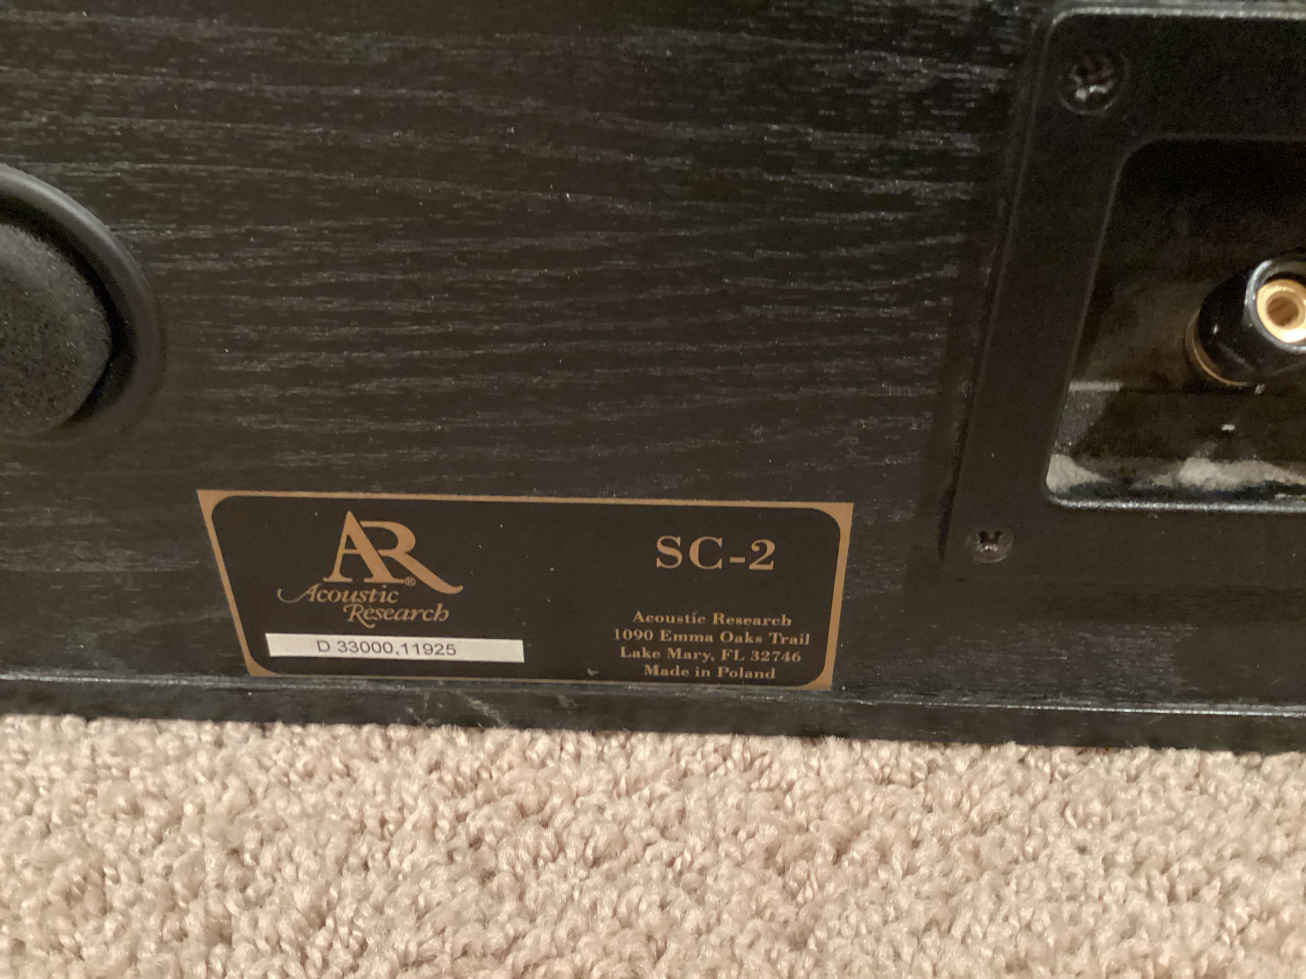 AR®
Acoustic
Research
D 33000,11925
SC-2
Acoustic Research
1090 Emma Oaks Trail
Lake Mary, FL 32746
Made in Poland